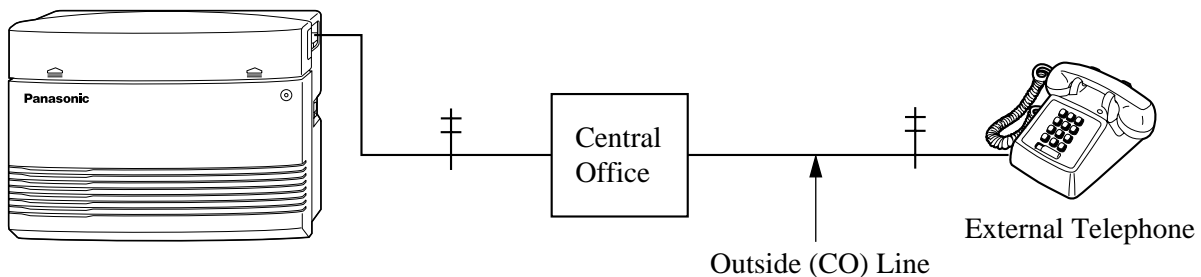 Panasonic
Central
Office
External Telephone
Outside (CO) Line